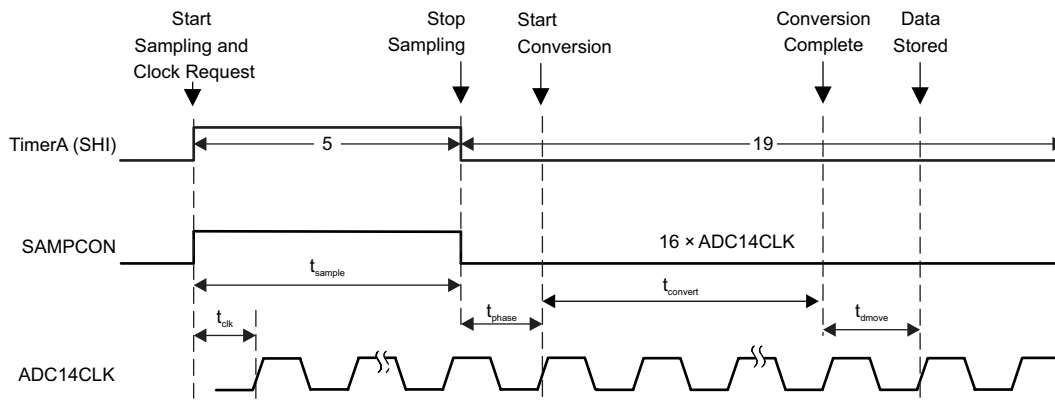 Start
Sampling and
Clock Request
Stop
Sampling
Start
Conversion
Conversion
Complete
Data
Stored
TimerA (SHI)
5
19
SAMPCON
16 × ADC14CLK
tsample
tconvert
tclk
tphase
tdmove
ADC14CLK